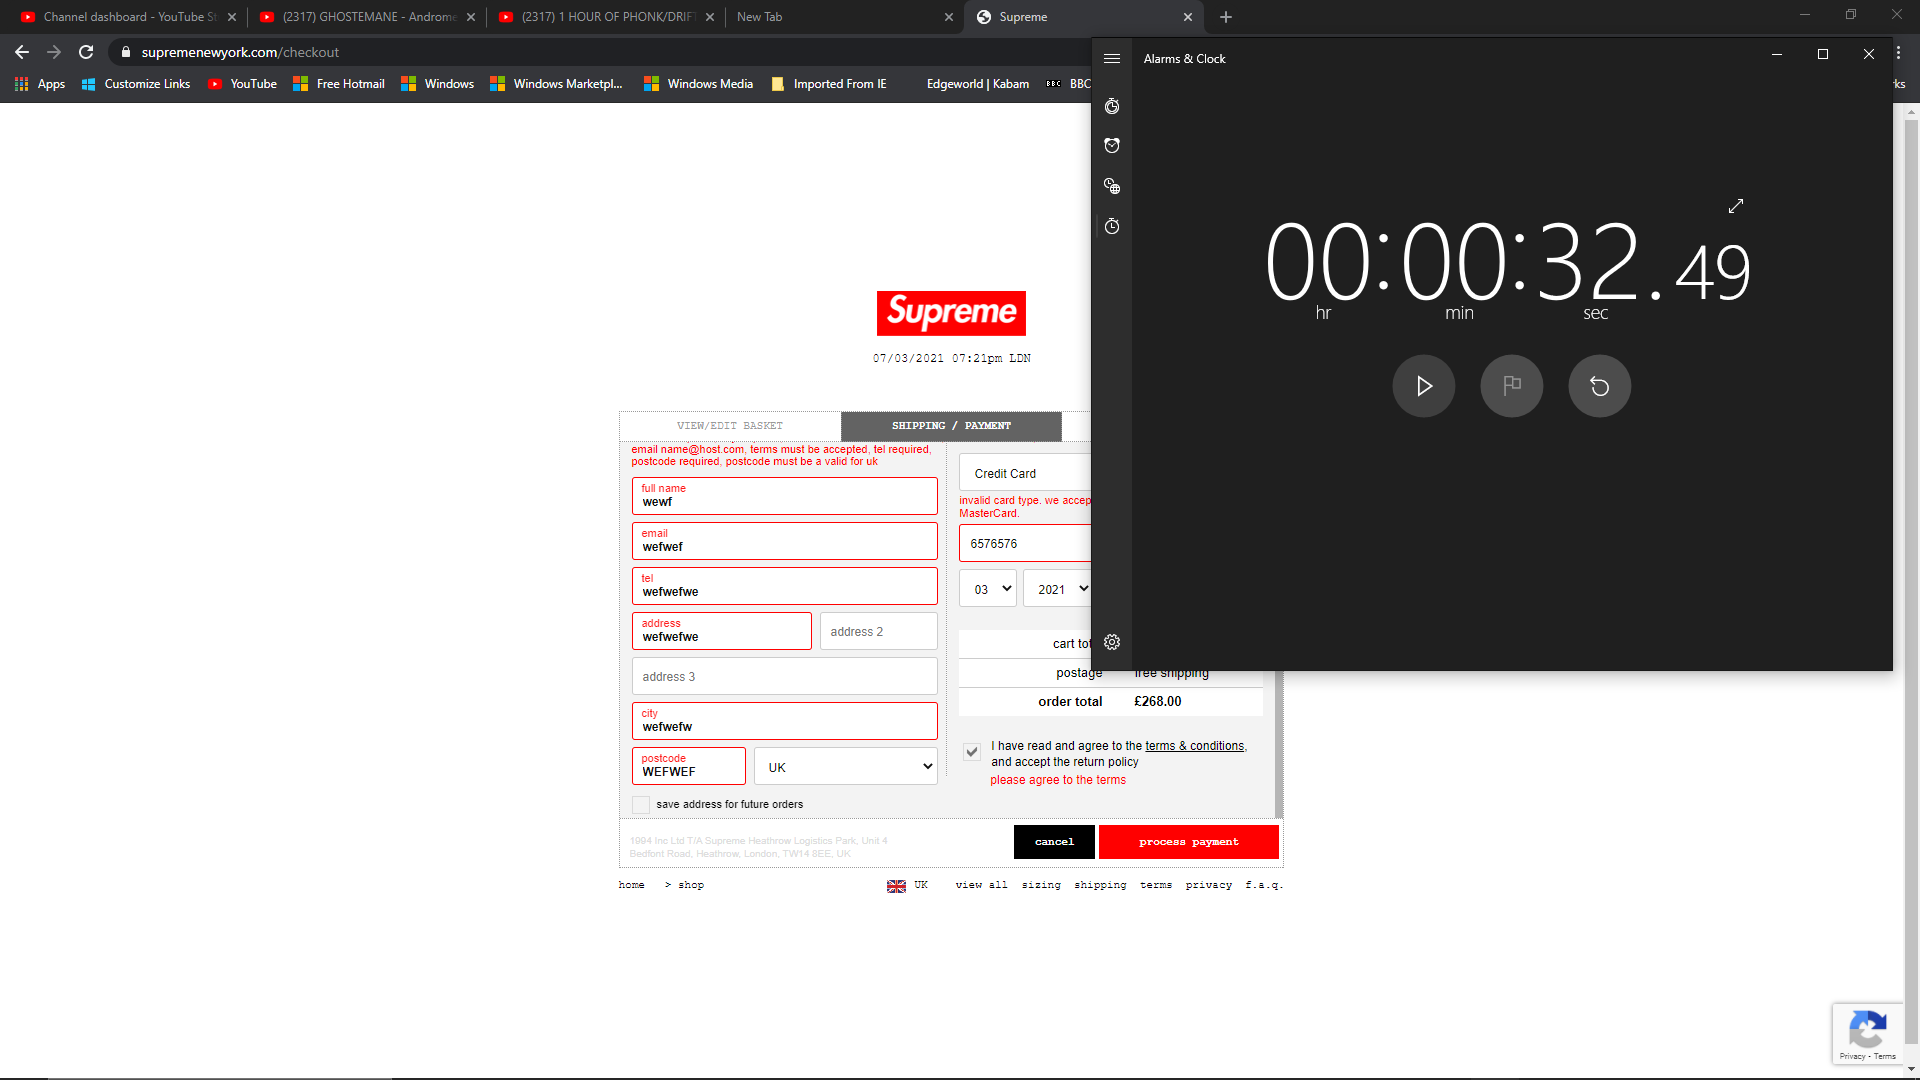 Channel dashboard - YouTube St
(2317) GHOSTEMANE - Androme
(2317) 1 HOUR OF PHONK/DRIFT
New Tab
Supreme
supremenewyork.com/checkout
Apps
Customize Links
YouTube
Free Hotmail
Windows
Windows Marketpl...
Windows Media
Imported From IE
Edgeworld | Kabam
BBC BBC
ks
Alarms & Clock
00:00:32.49
hr min sec
Supreme
07/03/2021 07:21pm LDN
VIEW/EDIT BASKET
SHIPPING / PAYMENT
email name@host.com, terms must be accepted, tel required,
postcode required, postcode must be a valid for uk
full name
wewf
email
wefwef
tel
wefwefwe
address
wefwefwe
address 2
address 3
city
wefwefw
postcode
WEFWEF
UK
save address for future orders
Credit Card
invalid card type. we accep
MasterCard.
6576576
03
2021
cart tot
postage free shipping
order total £268.00
I have read and agree to the terms & conditions,
and accept the return policy
please agree to the terms
1994 Inc Ltd T/A Supreme Heathrow Logistics Park, Unit 4
Bedfont Road, Heathrow, London, TW14 8EE, UK
cancel
process payment
home > shop
UK
view all sizing shipping terms privacy f.a.q.
Privacy - Terms